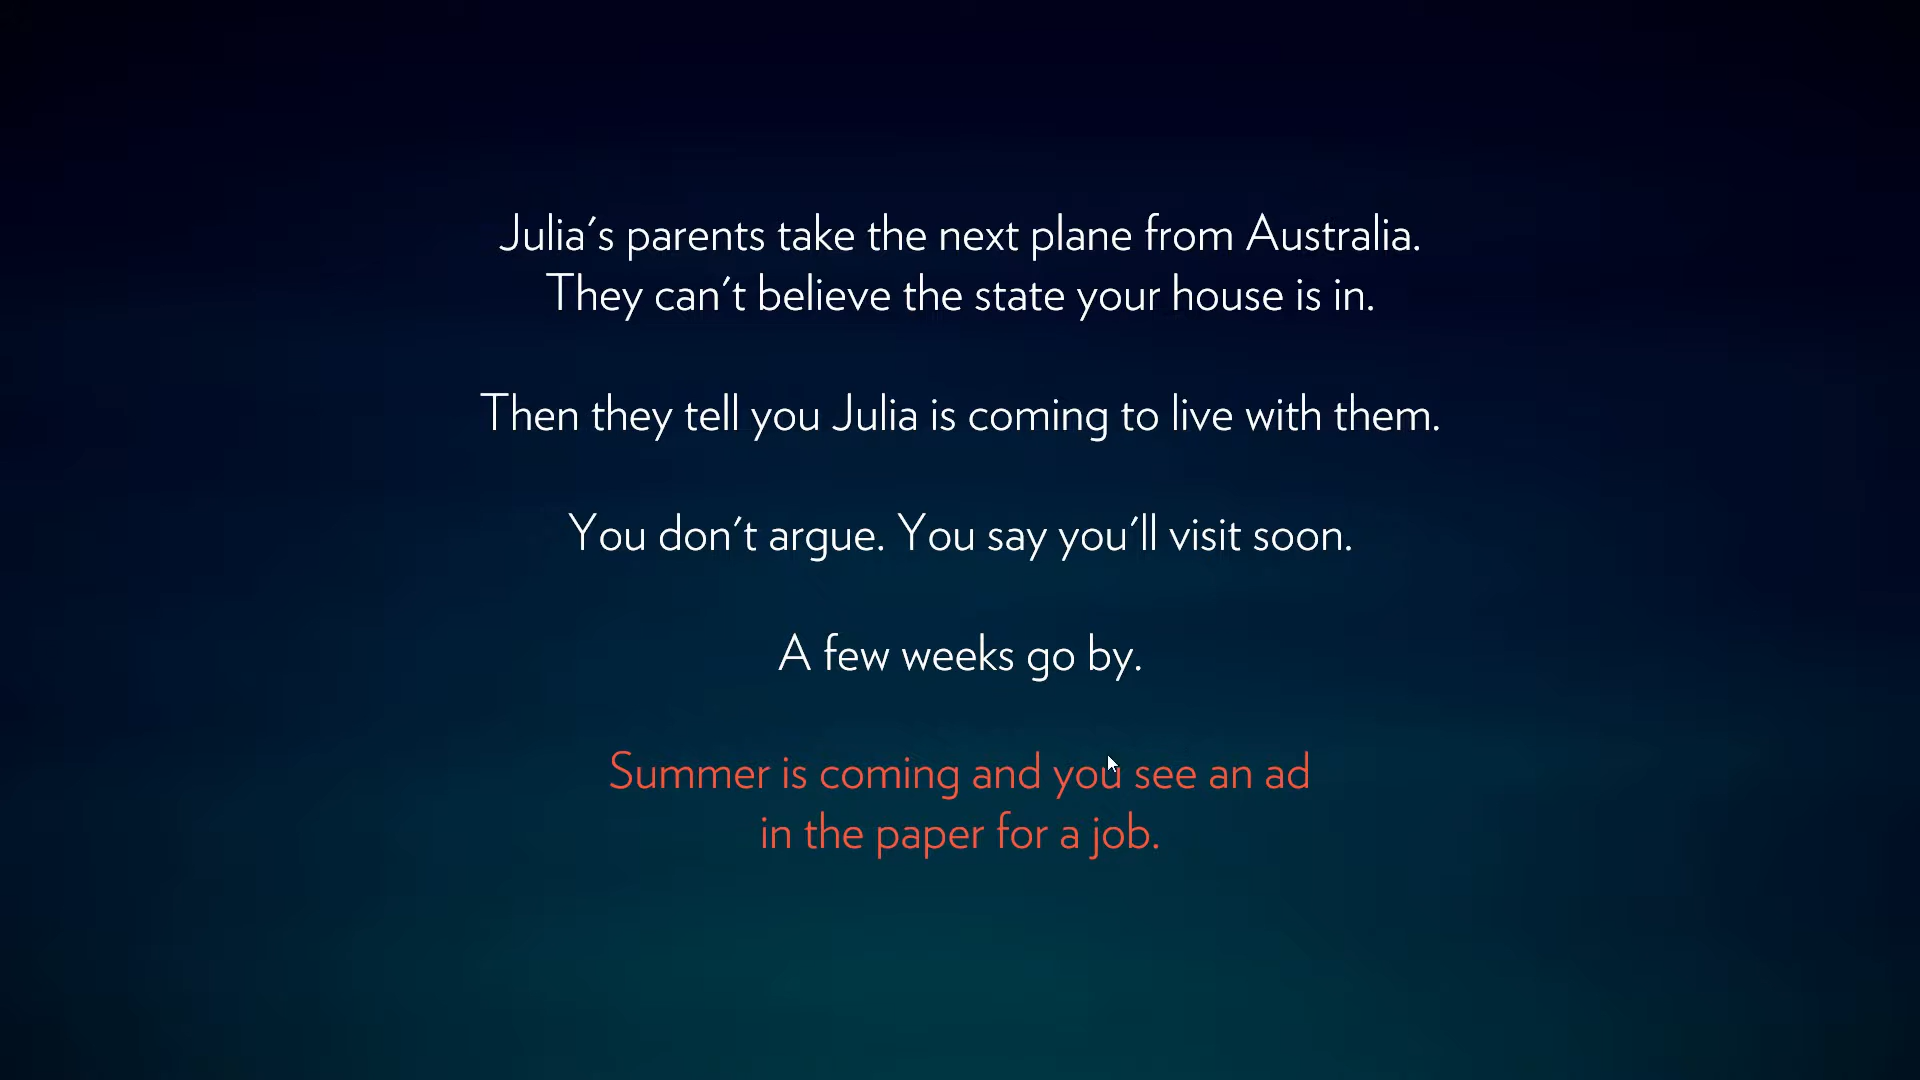 Julia's parents take the next plane from Australia.
They can't believe the state your house is in.
Then they tell you Julia is coming to live with them.
You don't argue. You say you'll visit soon.
A few weeks go by.
Summer is coming and you see an ad
in the paper for a job.